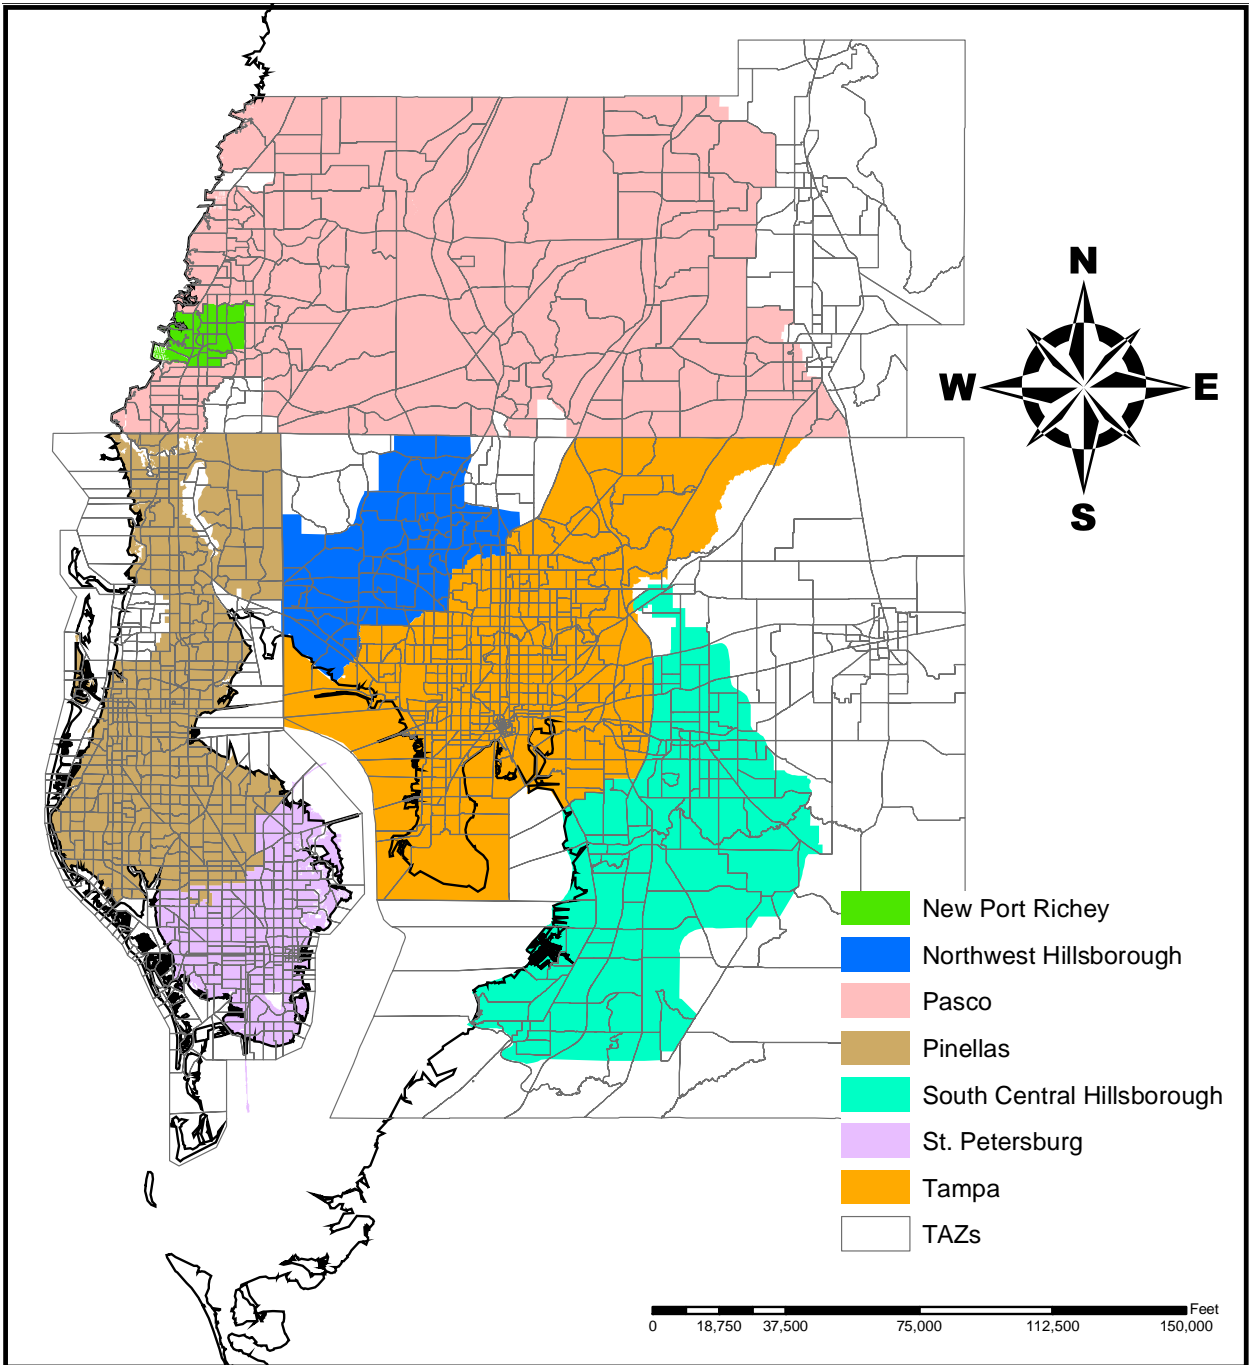 N
W E
S
New Port Richey
Northwest Hillsborough
Pasco
Pinellas
South Central Hillsborough
St. Petersburg
Tampa
TAZs
Feet
0 18,750 37,500 75,000 112,500 150,000